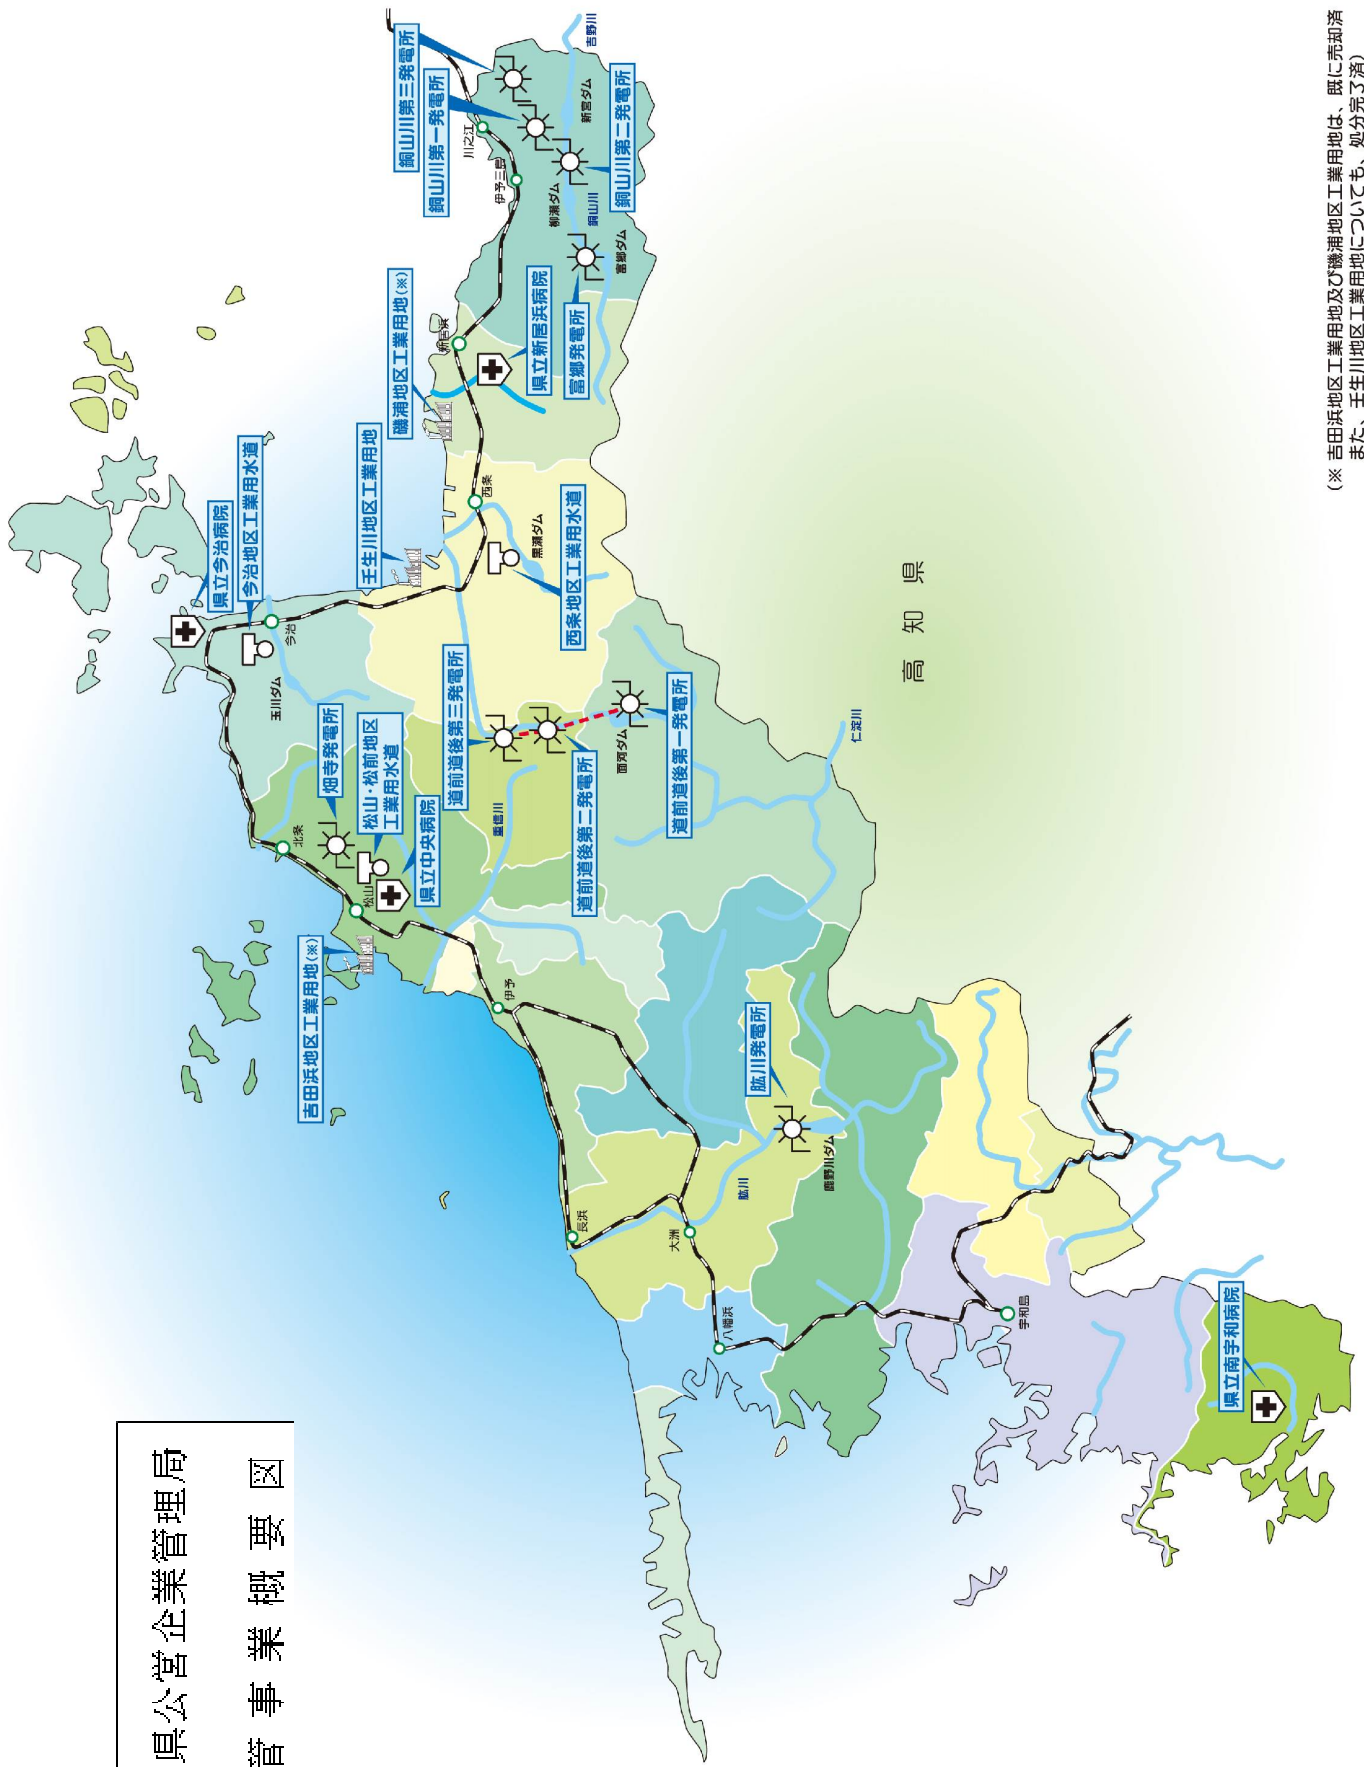 県公営企業管理局
管事業概要図
銅山川第三発電所
銅山川第一発電所
銅山川第二発電所
川之江
伊予三島
吉野川
新宮ダム
柳瀬ダム
銅山川
富郷ダム
富郷発電所
県立新居浜病院
新居浜
磯浦地区工業用地(※)
壬生川地区工業用地
西条
黒瀬ダム
西条地区工業用水道
県立今治病院
今治地区工業用水道
今治
玉川ダム
畑寺発電所
松山・松前地区
工業用水道
県立中央病院
北条
松山
吉田浜地区工業用地(※)
道前道後第三発電所
道前道後第二発電所
道前道後第一発電所
重信川
面河ダム
仁淀川
高知県
伊予
肱川発電所
鹿野川ダム
肱川
長浜
大洲
八幡浜
宇和島
県立南宇和病院
(※ 吉田浜地区工業用地及び磯浦地区工業用地は、既に売却済
また、壬生川地区工業用地についても、処分完了済)